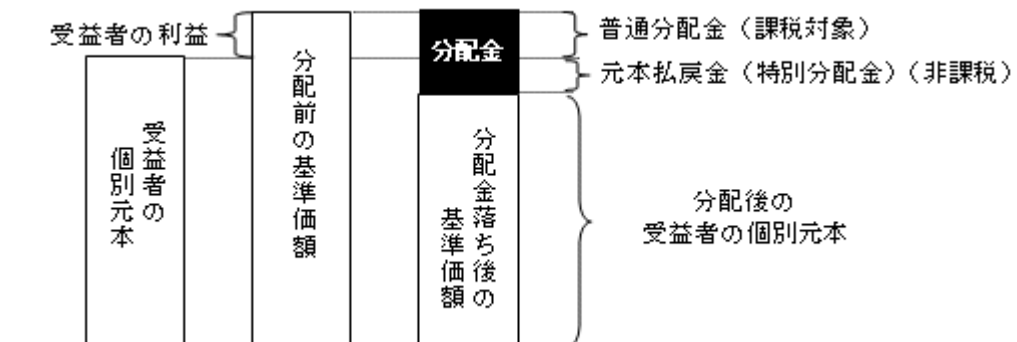 受益者の利益
分配前の基準価額
分配金
普通分配金（課税対象）
元本払戻金（特別分配金）（非課税）
受益者の
個別元本
分配金落ち後の
基準価額
分配後の
受益者の個別元本